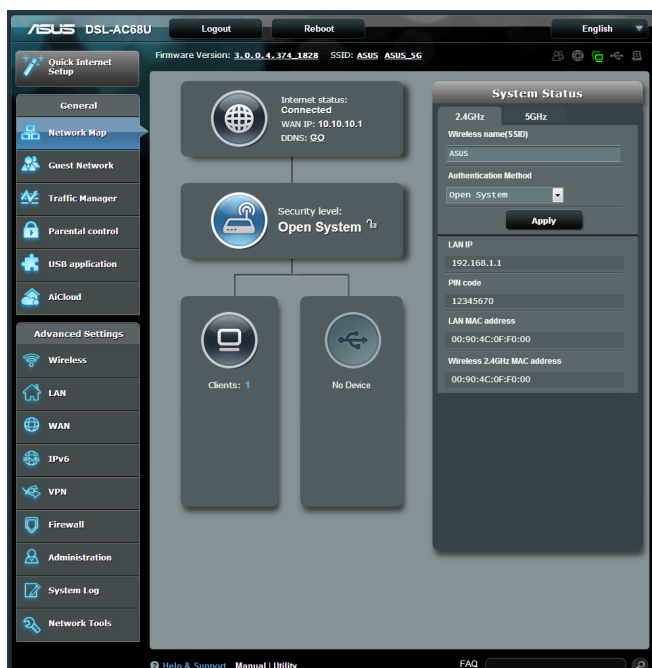 ASUS DSL-AC68U
Logout
Reboot
English
Quick Internet
Setup
Firmware Version: 3.0.0.4.374_1828 SSID: ASUS ASUS_5G
General
Network Map
Guest Network
Traffic Manager
Parental control
USB application
AiCloud
Advanced Settings
Wireless
LAN
WAN
IPv6
VPN
Firewall
Administration
System Log
Network Tools
Internet status:
Connected
WAN IP: 10.10.10.1
DDNS: GO
Security level:
Open System
Clients: 1
No Device
System Status
2.4GHz
5GHz
Wireless name(SSID)
ASUS
Authentication Method
Open System
Apply
LAN IP
192.168.1.1
PIN code
12345670
LAN MAC address
00:90:4C:0F:F0:00
Wireless 2.4GHz MAC address
00:90:4C:0F:F0:00
Help & Support Manual | Utility
FAQ